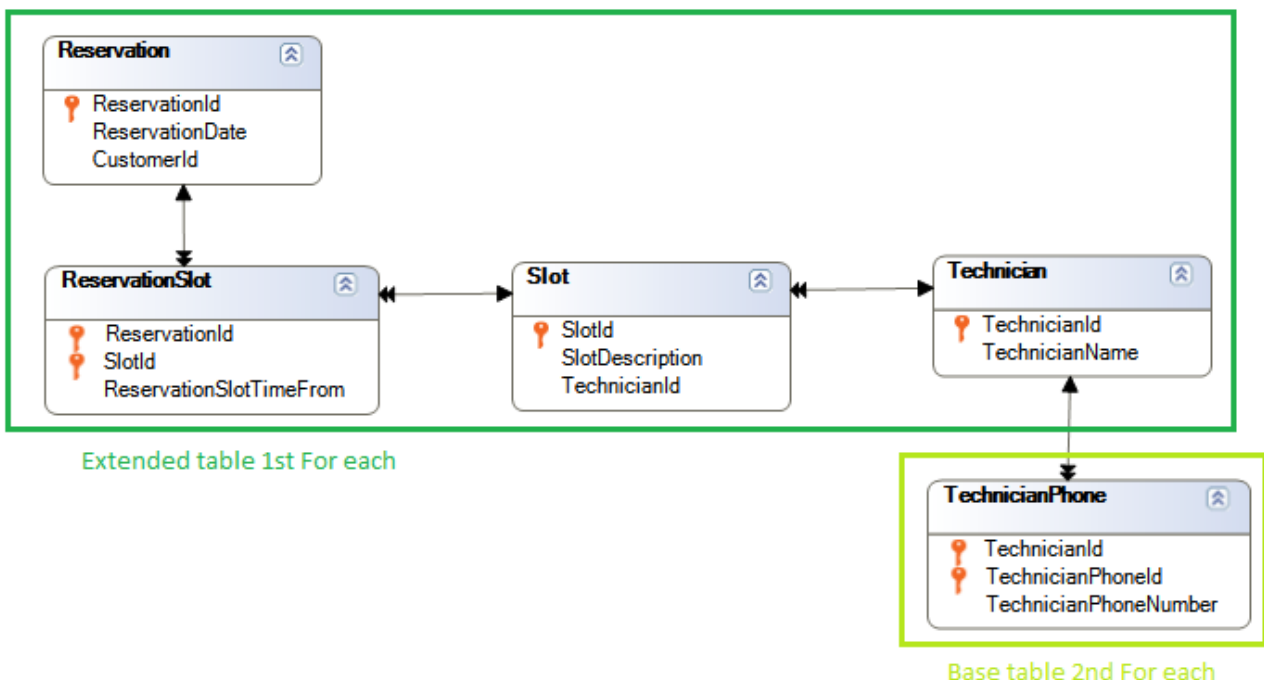 Reservation
ReservationId
ReservationDate
CustomerId
ReservationSlot
ReservationId
SlotId
ReservationSlotTimeFrom
Slot
SlotId
SlotDescription
TechnicianId
Technician
TechnicianId
TechnicianName
Extended table 1st For each
TechnicianPhone
TechnicianId
TechnicianPhoneId
TechnicianPhoneNumber
Base table 2nd For each